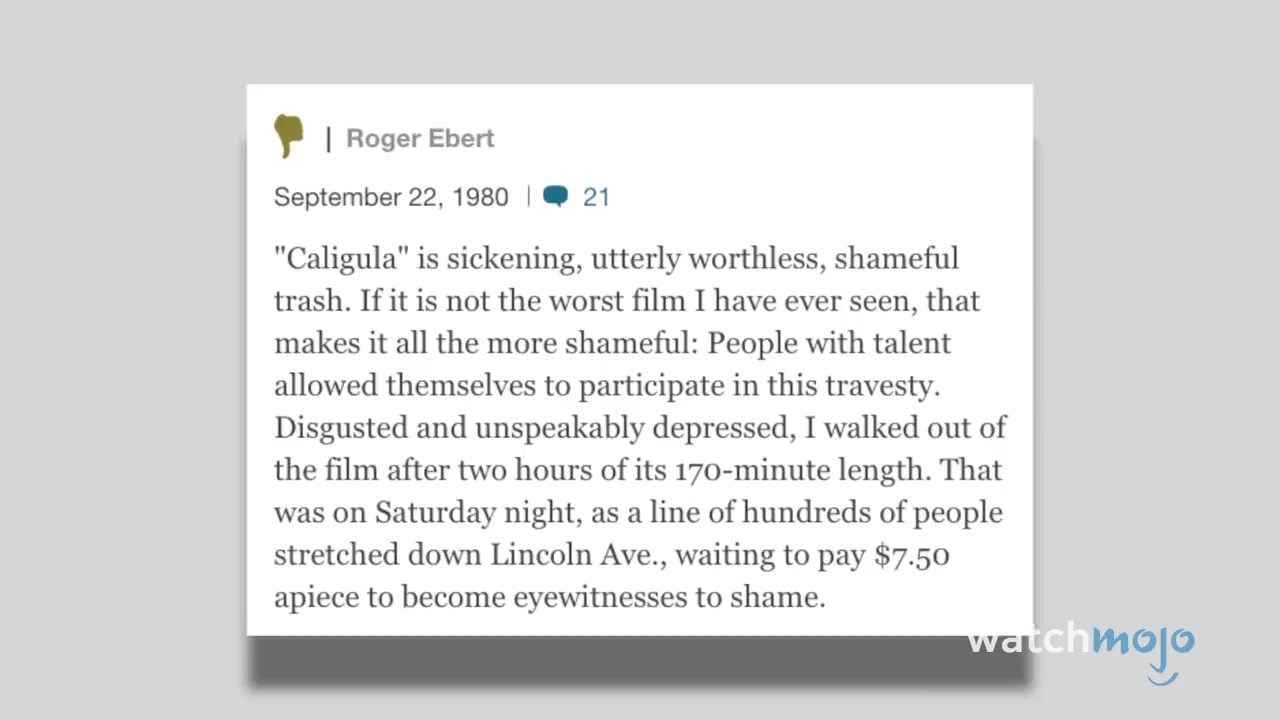 | Roger Ebert
September 22, 1980 | 21
"Caligula" is sickening, utterly worthless, shameful
trash. If it is not the worst film I have ever seen, that
makes it all the more shameful: People with talent
allowed themselves to participate in this travesty.
Disgusted and unspeakably depressed, I walked out of
the film after two hours of its 170-minute length. That
was on Saturday night, as a line of hundreds of people
stretched down Lincoln Ave., waiting to pay $7.50
apiece to become eyewitnesses to shame.
watchmojo